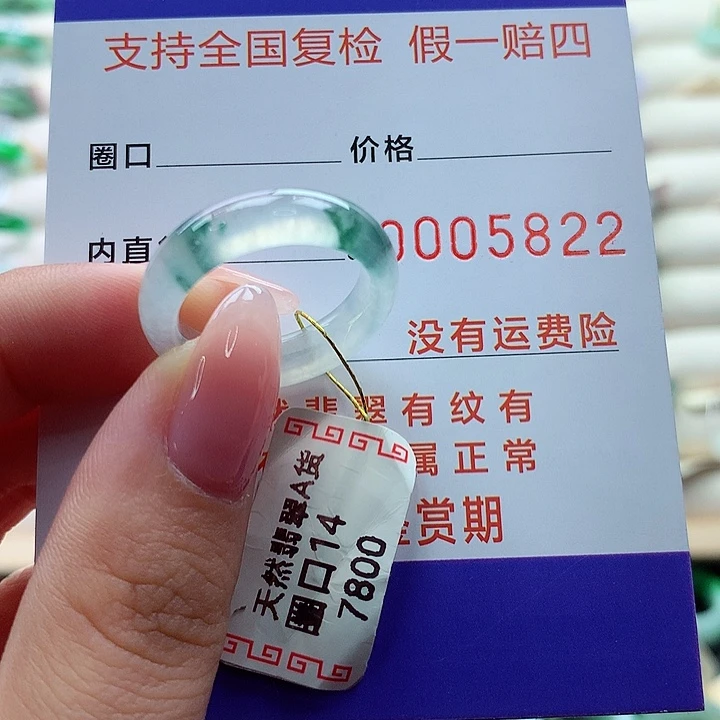 支持全国复检 假一赔四
圈口 价格
内直 0005822
没有运费险
翡翠有纹有
属正常
赏期
天然翡翠A货
圈口14
7800